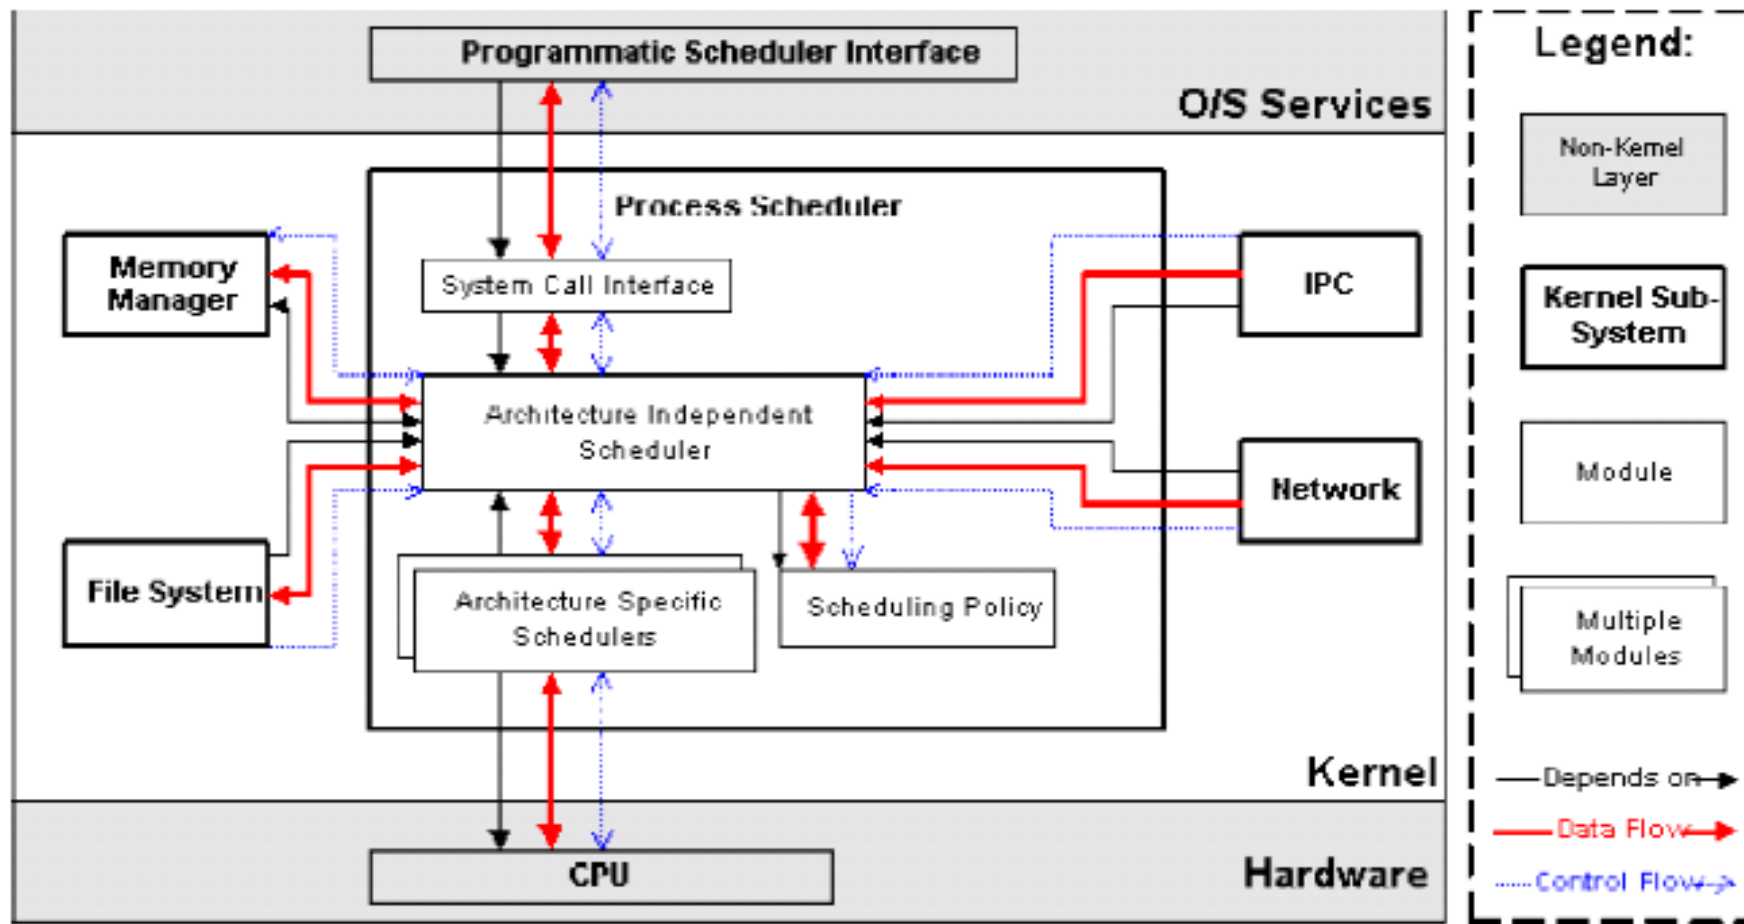 Programmatic Scheduler Interface
O/S Services
Process Scheduler
System Call Interface
Memory
Manager
IPC
Architecture Independent
Scheduler
Network
File System
Architecture Specific
Schedulers
Scheduling Policy
Kernel
CPU
Hardware
Legend:
Non-Kernel
Layer
Kernel Sub-
System
Module
Multiple
Modules
Depends on
Data Flow
Control Flow